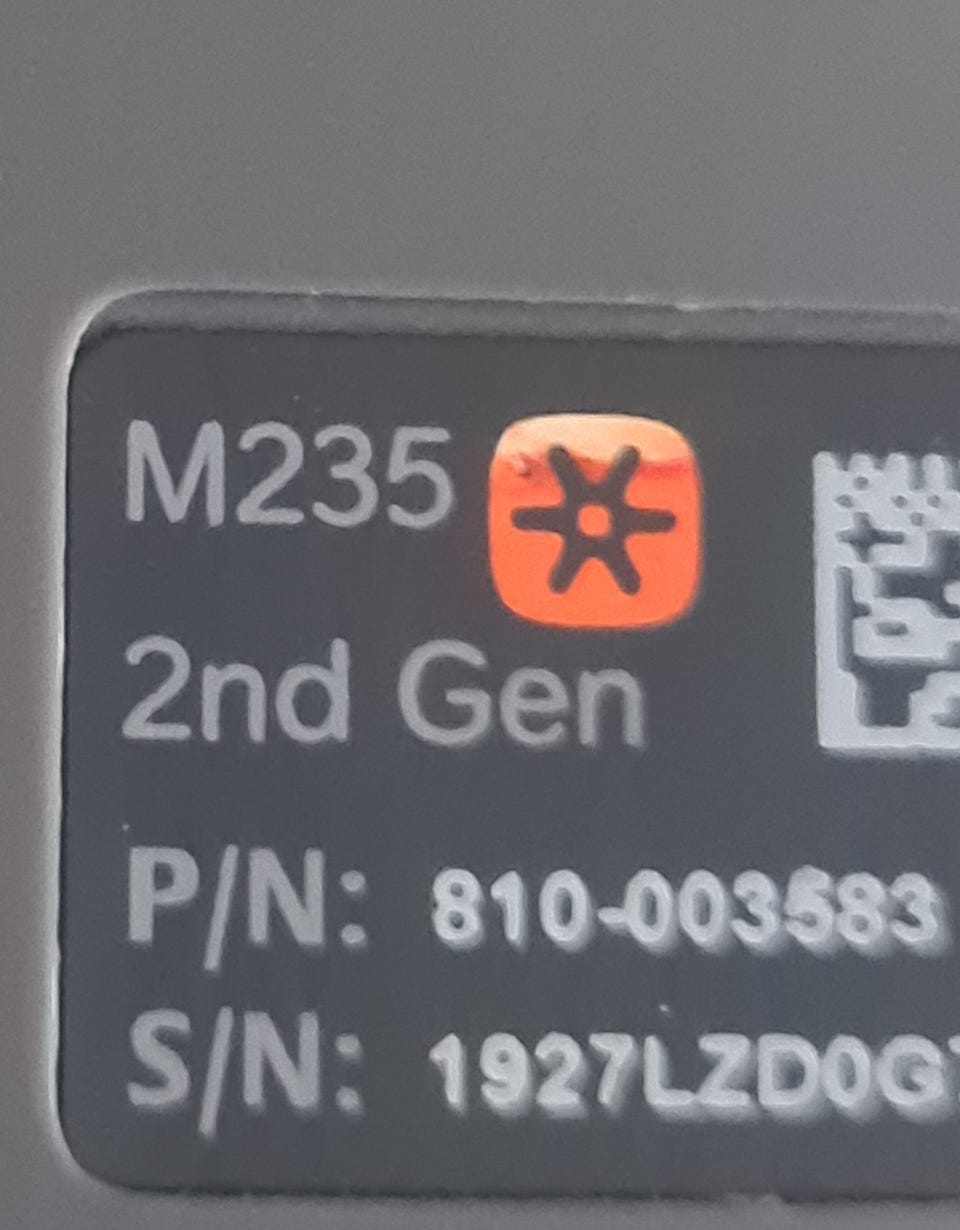 M235
2nd Gen
P/N: 810-003583
S/N: 1927LZD0G